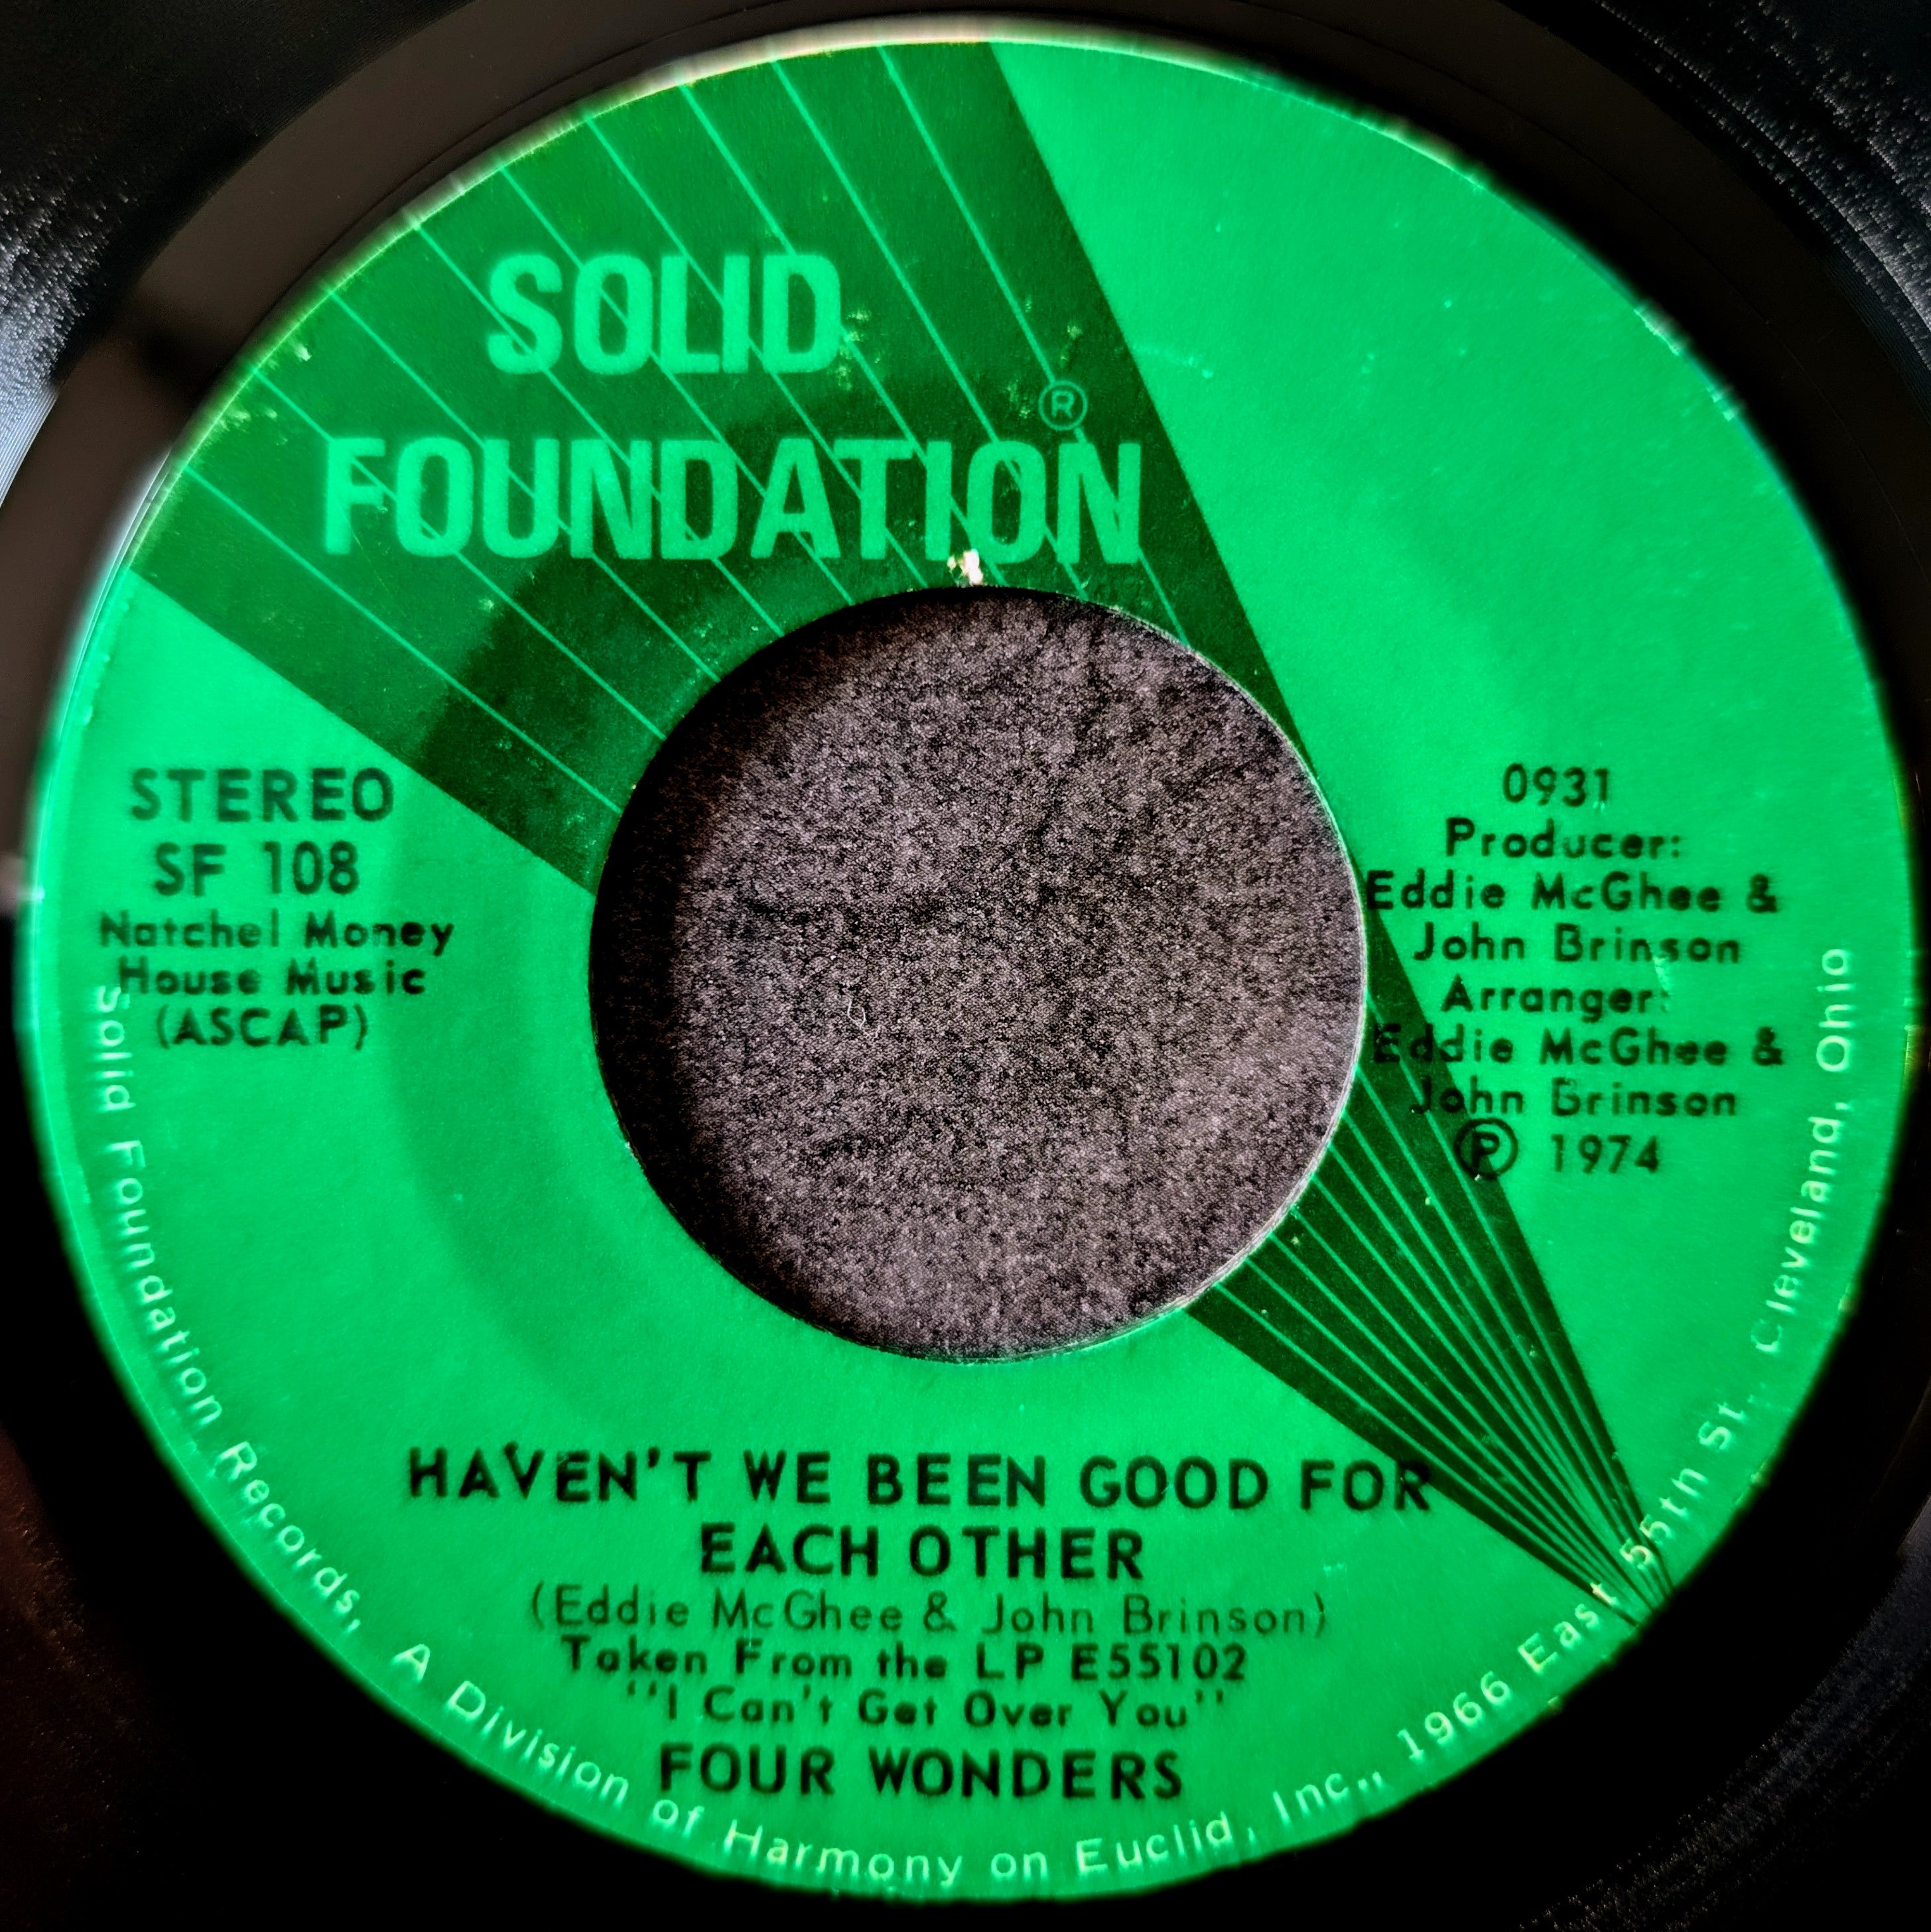 SOLID
FOUNDATION
®
STEREO
SF 108
Natchel Money
House Music
(ASCAP)
0931
Producer:
Eddie McGhee &
John Brinson
Arranger:
Eddie McGhee &
John Brinson
℗ 1974
HAVEN'T WE BEEN GOOD FOR
EACH OTHER
(Eddie McGhee & John Brinson)
Taken From the LP E55102
"I Can't Get Over You"
FOUR WONDERS
Solid Foundation Records, A Division of Harmony on Euclid, Inc., 1966 East 55th St., Cleveland, Ohio